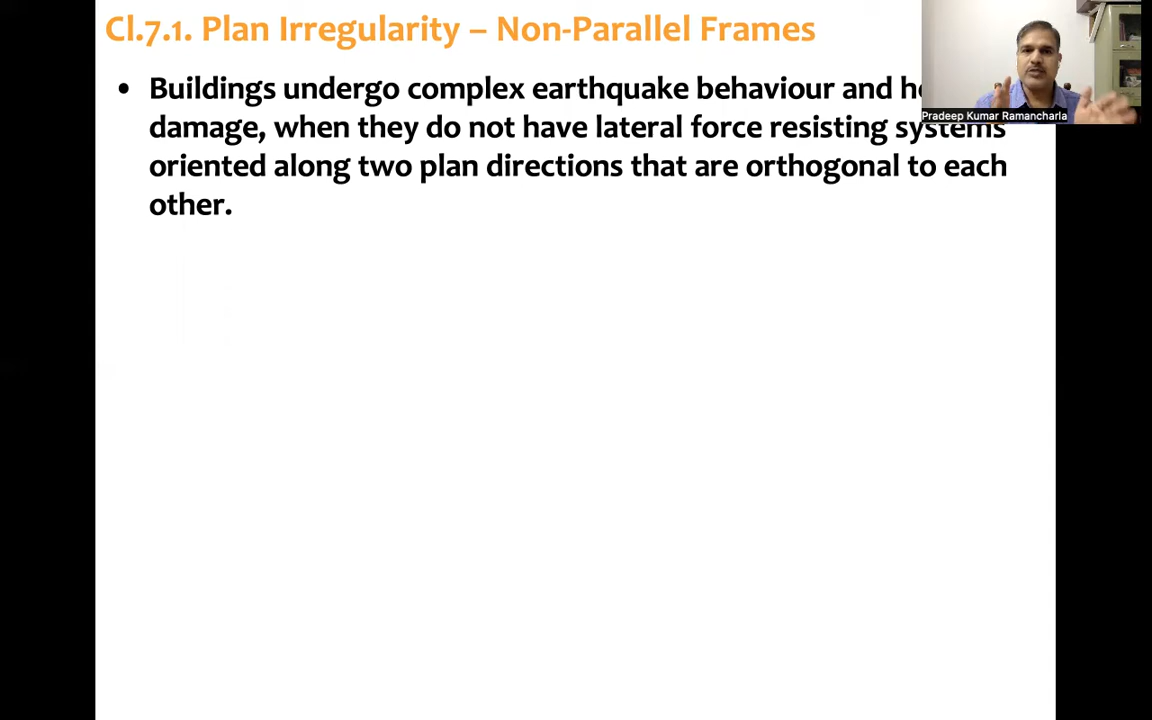 Cl.7.1. Plan Irregularity – Non-Parallel Frames
• Buildings undergo complex earthquake behaviour and
damage, when they do not have lateral force resisting systems
oriented along two plan directions that are orthogonal to each
other.
Pradeep Kumar Ramancharla